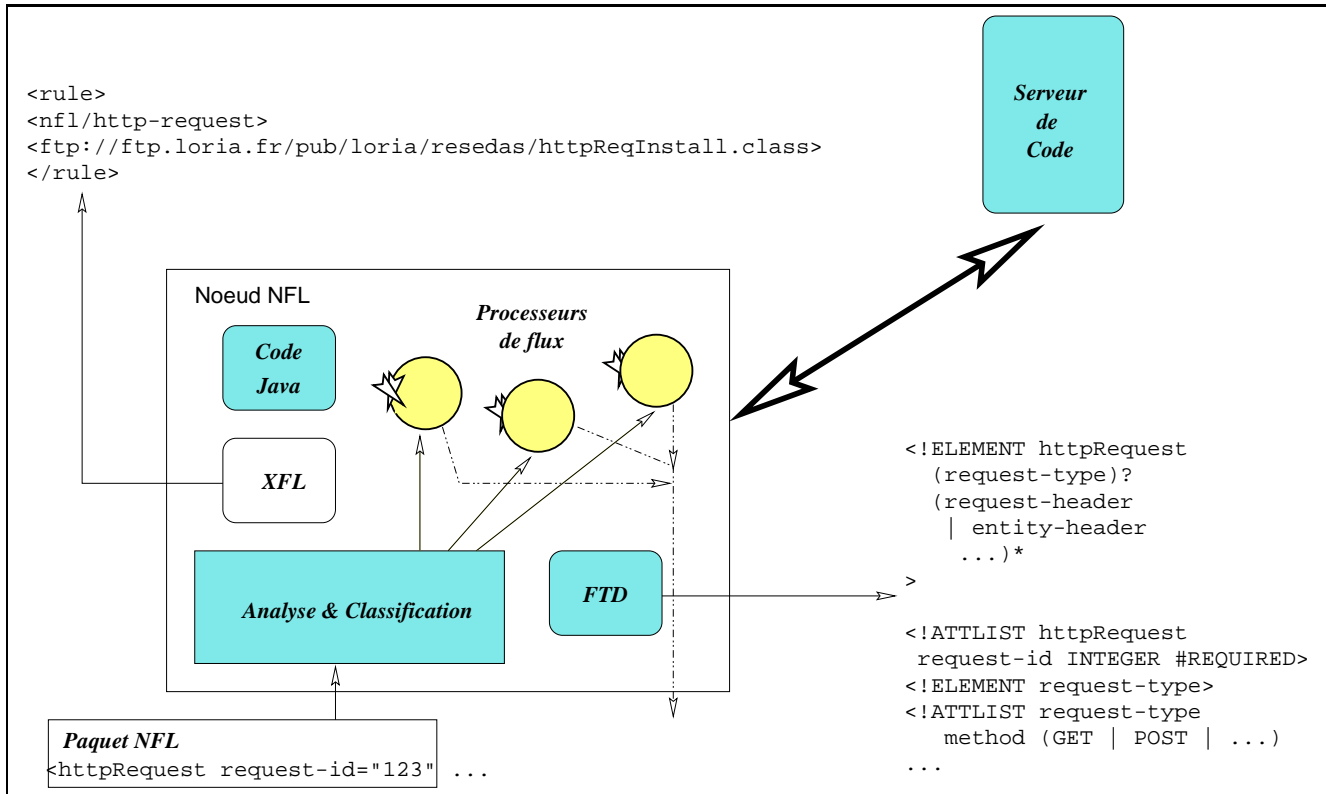 Serveur
de
Code
<rule>
<nfl/http-request>
<ftp://ftp.loria.fr/pub/loria/resedas/httpReqInstall.class>
</rule>
Noeud NFL
Processeurs
de flux
Code
Java
XFL
Analyse & Classification
FTD
<!ELEMENT httpRequest
(request-type)?
(request-header
| entity-header
...)*
>
<!ATTLIST httpRequest
request-id INTEGER #REQUIRED>
<!ELEMENT request-type>
<!ATTLIST request-type
method (GET | POST | ...)
...
Paquet NFL
<httpRequest request-id="123" ...